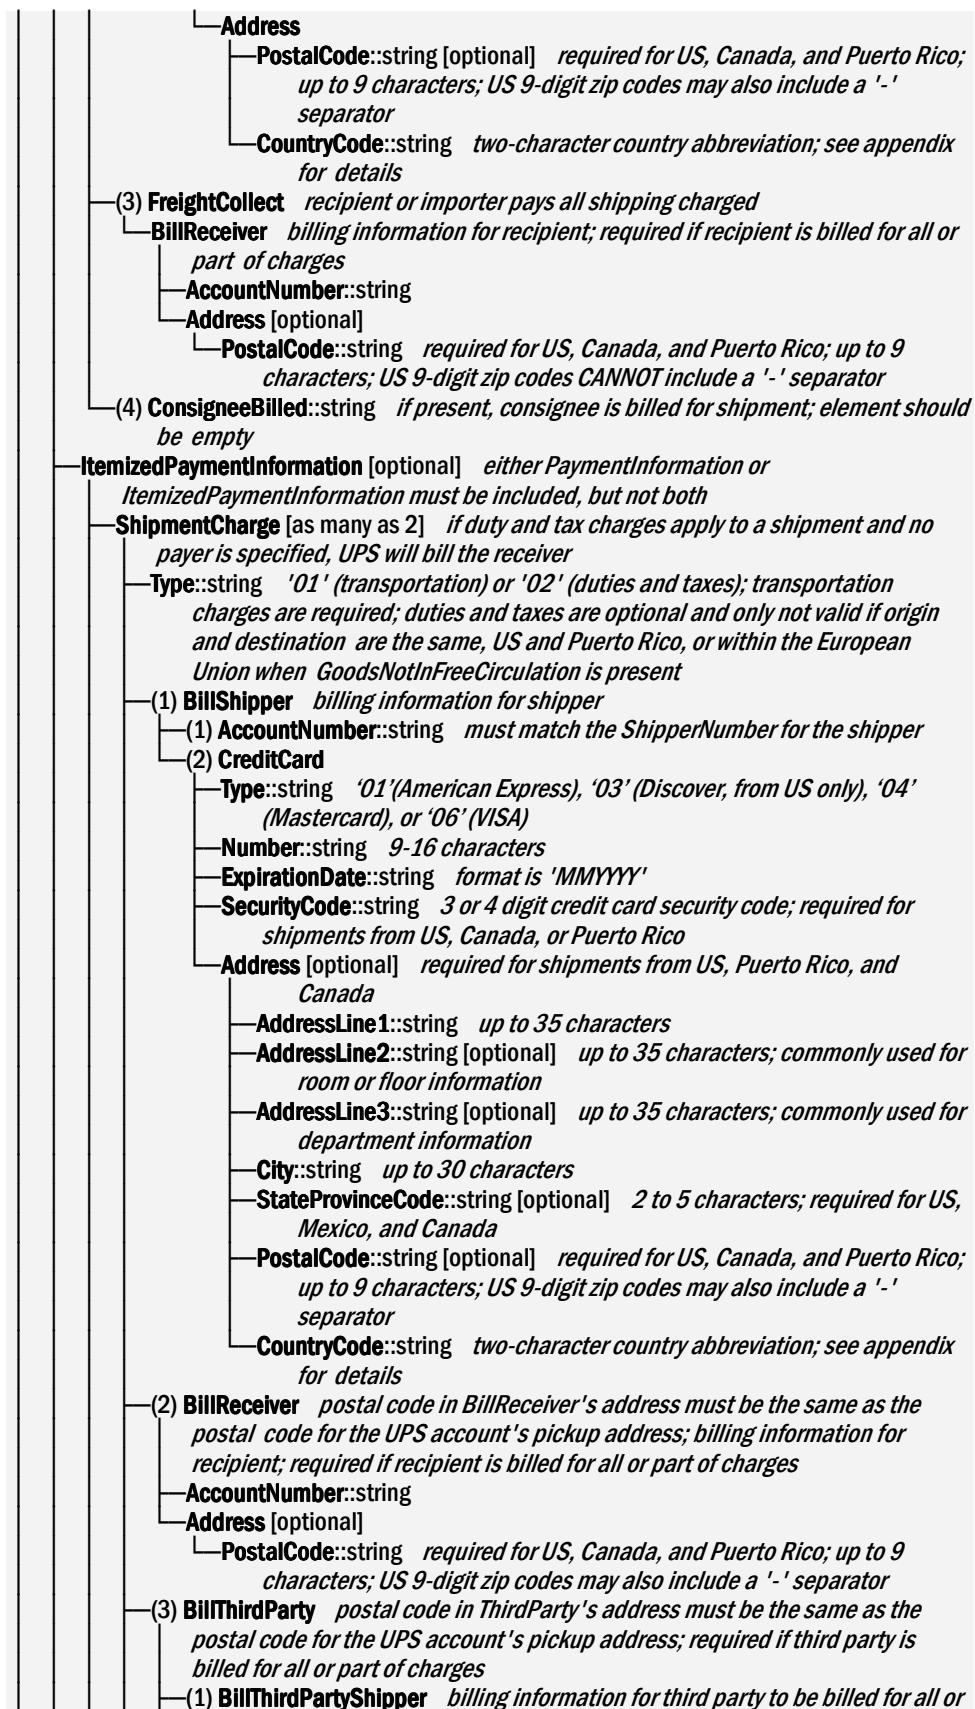 Address
PostalCode::string [optional] required for US, Canada, and Puerto Rico;
up to 9 characters; US 9-digit zip codes may also include a '-'
separator
CountryCode::string two-character country abbreviation; see appendix
for details
(3) FreightCollect recipient or importer pays all shipping charged
BillReceiver billing information for recipient; required if recipient is billed for all or
part of charges
AccountNumber::string
Address [optional]
PostalCode::string required for US, Canada, and Puerto Rico; up to 9
characters; US 9-digit zip codes CANNOT include a '-' separator
(4) ConsigneeBilled::string if present, consignee is billed for shipment; element should
be empty
ItemizedPaymentInformation [optional] either PaymentInformation or
ItemizedPaymentInformation must be included, but not both
ShipmentCharge [as many as 2] if duty and tax charges apply to a shipment and no
payer is specified, UPS will bill the receiver
Type::string '01' (transportation) or '02' (duties and taxes); transportation
charges are required; duties and taxes are optional and only not valid if origin
and destination are the same, US and Puerto Rico, or within the European
Union when GoodsNotInFreeCirculation is present
(1) BillShipper billing information for shipper
(1) AccountNumber::string must match the ShipperNumber for the shipper
(2) CreditCard
Type::string ‘01’(American Express), ‘03’ (Discover, from US only), ‘04’
(Mastercard), or ‘06’ (VISA)
Number::string 9-16 characters
ExpirationDate::string format is 'MMYYYY'
SecurityCode::string 3 or 4 digit credit card security code; required for
shipments from US, Canada, or Puerto Rico
Address [optional] required for shipments from US, Puerto Rico, and
Canada
AddressLine1::string up to 35 characters
AddressLine2::string [optional] up to 35 characters; commonly used for
room or floor information
AddressLine3::string [optional] up to 35 characters; commonly used for
department information
City::string up to 30 characters
StateProvinceCode::string [optional] 2 to 5 characters; required for US,
Mexico, and Canada
PostalCode::string [optional] required for US, Canada, and Puerto Rico;
up to 9 characters; US 9-digit zip codes may also include a '-'
separator
CountryCode::string two-character country abbreviation; see appendix
for details
(2) BillReceiver postal code in BillReceiver's address must be the same as the
postal code for the UPS account's pickup address; billing information for
recipient; required if recipient is billed for all or part of charges
AccountNumber::string
Address [optional]
PostalCode::string required for US, Canada, and Puerto Rico; up to 9
characters; US 9-digit zip codes may also include a '-' separator
(3) BillThirdParty postal code in ThirdParty's address must be the same as the
postal code for the UPS account's pickup address; required if third party is
billed for all or part of charges
(1) BillThirdPartyShipper billing information for third party to be billed for all or